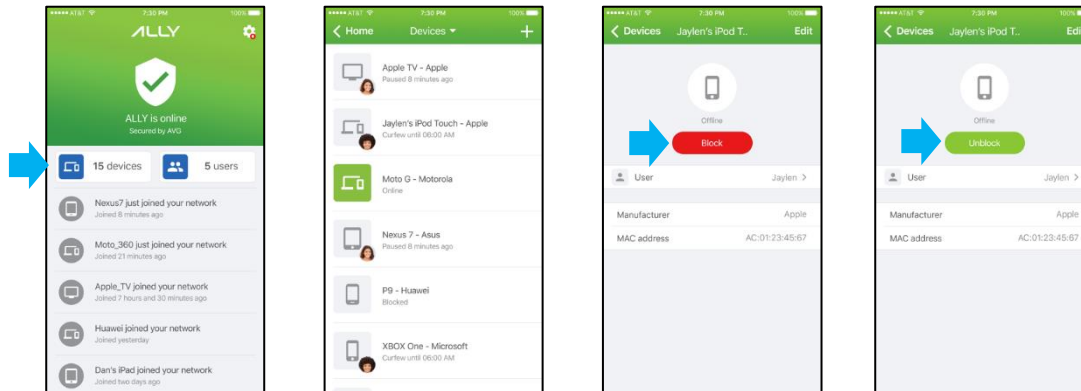 AT&T 7:30 PM 100%
ALLY
ALLY is online
Secured by AVG
15 devices
5 users
Nexus7 just joined your network
Joined 8 minutes ago
Moto_360 just joined your network
Joined 21 minutes ago
Apple_TV joined your network
Joined 7 hours and 30 minutes ago
Huawei joined your network
Joined yesterday
Dan's iPad joined your network
Joined two days ago
AT&T 7:30 PM 100%
Home Devices
Apple TV - Apple
Paused 8 minutes ago
Jaylen's iPod Touch - Apple
Curfew until 06:00 AM
Moto G - Motorola
Online
Nexus 7 - Asus
Paused 8 minutes ago
P9 - Huawei
Blocked
XBOX One - Microsoft
Curfew until 06:00 AM
AT&T 7:30 PM 100%
Devices Jaylen's iPod T... Edit
Offline
Block
User Jaylen
Manufacturer Apple
MAC address AC:01:23:45:67
AT&T 7:30 PM 100%
Devices Jaylen's iPod T... Edi
Offline
Unblock
User Jaylen
Manufacturer Apple
MAC address AC:01:23:45:67